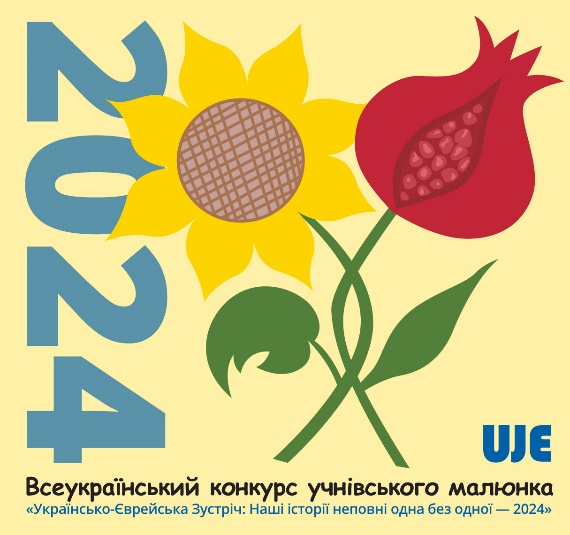 2024
UJE
Всеукраїнський конкурс учнівського малюнка
«Українсько-Єврейська Зустріч: Наші історії неповні одна без одної — 2024»